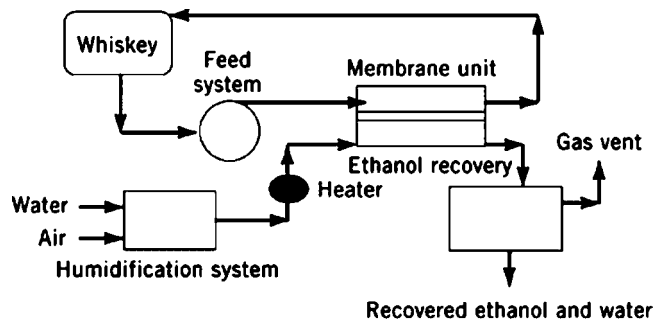 Whiskey
Feed
system
Membrane unit
Ethanol recovery
Gas vent
Heater
Water
Air
Humidification system
Recovered ethanol and water